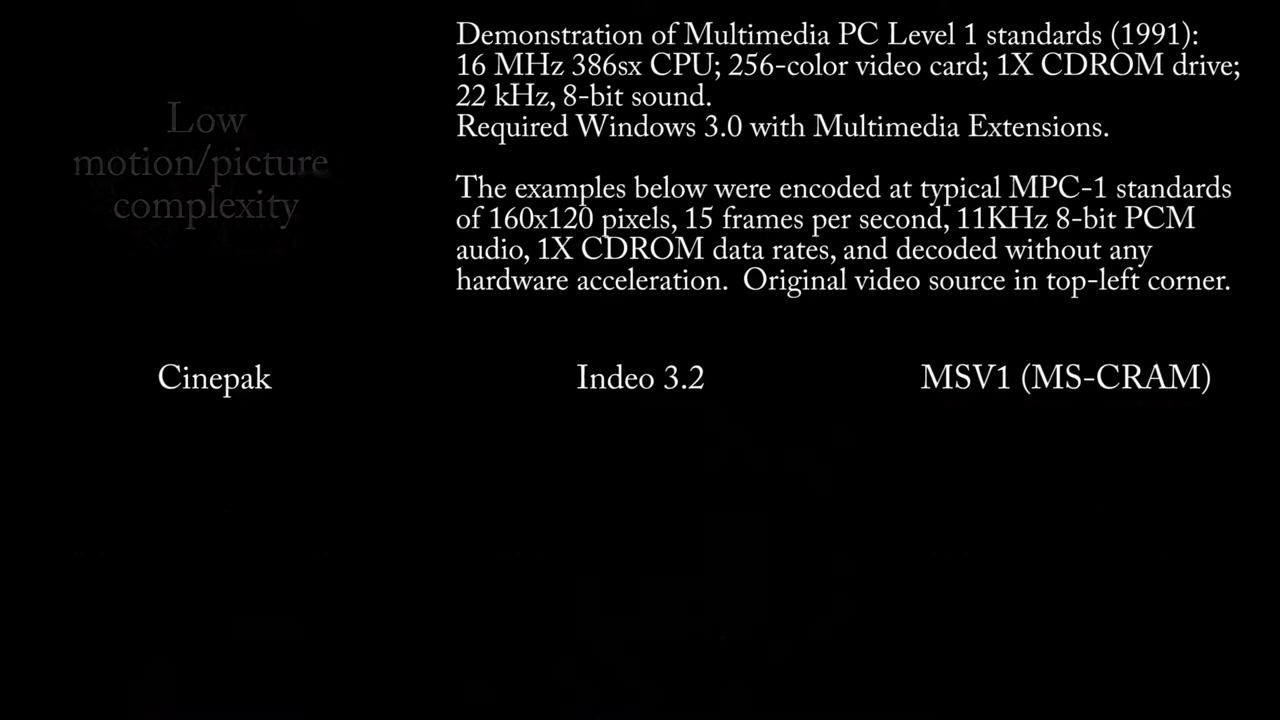 Low
motion/picture
complexity
Demonstration of Multimedia PC Level 1 standards (1991):
16 MHz 386sx CPU; 256-color video card; 1X CDROM drive;
22 kHz, 8-bit sound.
Required Windows 3.0 with Multimedia Extensions.
The examples below were encoded at typical MPC-1 standards
of 160x120 pixels, 15 frames per second, 11KHz 8-bit PCM
audio, 1X CDROM data rates, and decoded without any
hardware acceleration.  Original video source in top-left corner.
Cinepak
Indeo 3.2
MSV1 (MS-CRAM)